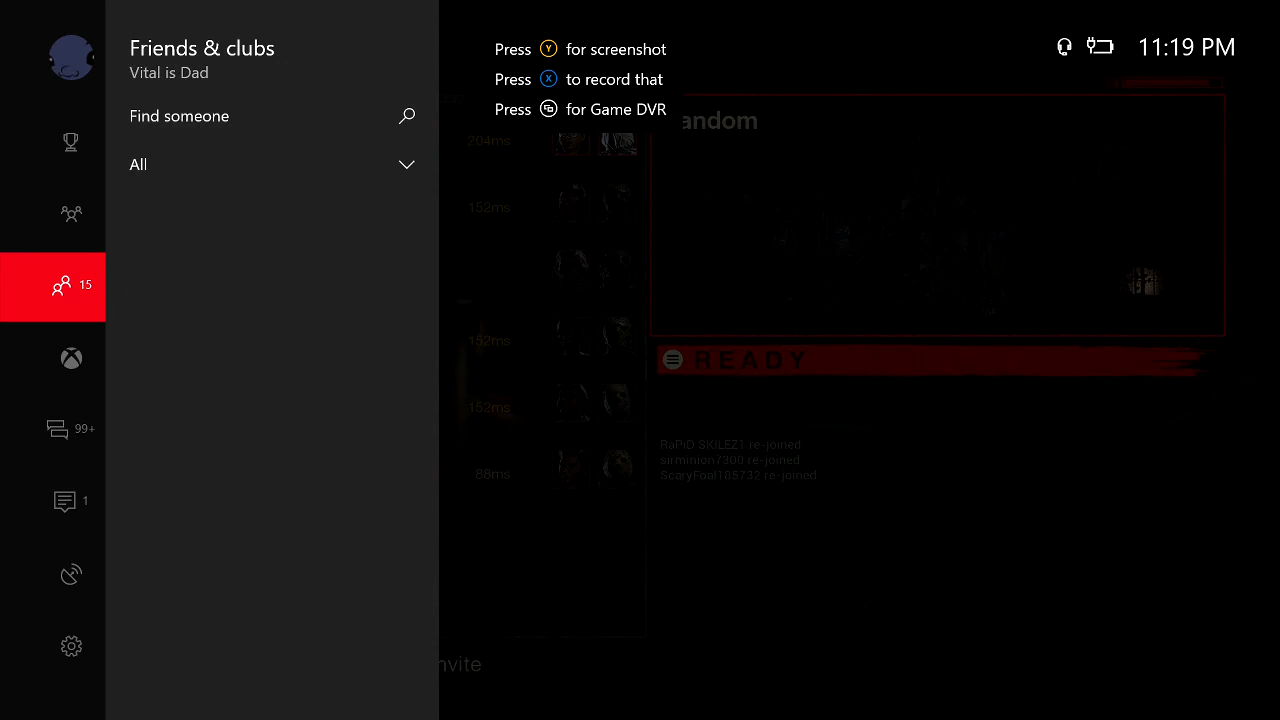 Friends & clubs
Vital is Dad
Find someone
All
15
99+
1
Press Y for screenshot
Press X to record that
Press for Game DVR
11:19 PM
andom
204ms
152ms
152ms
152ms
88ms
READY
RaPiD SKILEZ1 re-joined
sirminion7300 re-joined
ScaryFoal185732 re-joined
nvite